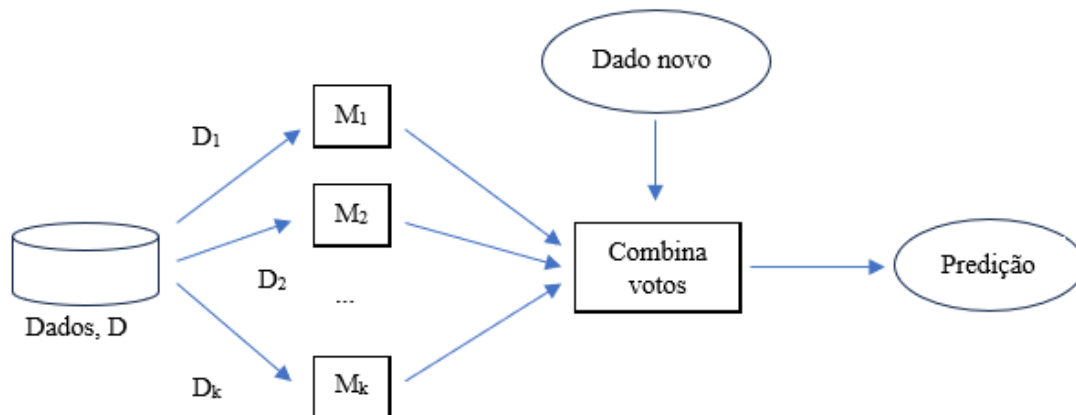 Dado novo
D₁
M₁
M₂
D₂
...
Dados, D
Dₖ
Mₖ
Combina
votos
Predição